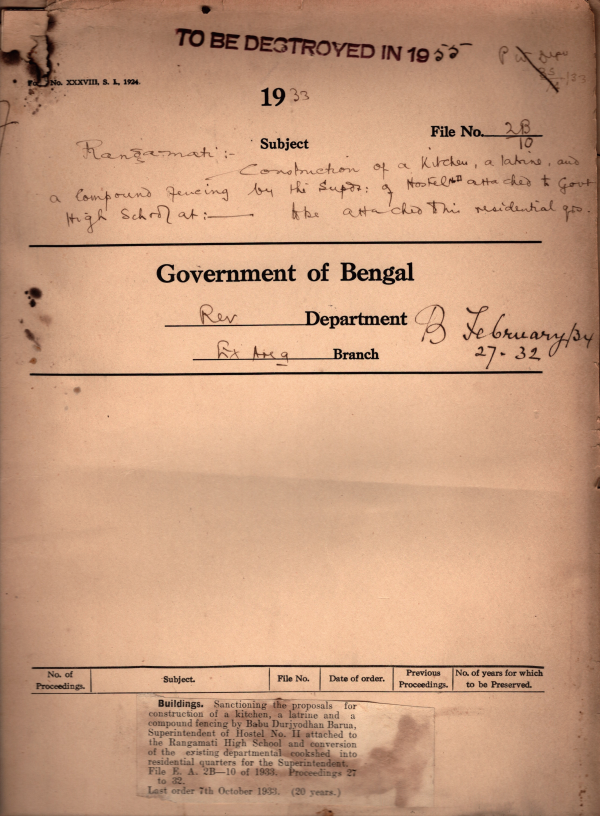 TO BE DESTROYED IN 1955
No. XXXVIII, S. I., 1924.
1933
File No. 2B/10
Subject
Rangamati :-
Construction of a Kitchen, a latrine, and
a compound fencing by the Supdt: of Hostel No II attached to Govt
High School at :— attached this residential qrs.
Government of Bengal
Rev Department
Ex Area Branch
B February/34
27-32
No. of Proceedings. Subject. File No. Date of order. Previous Proceedings. No. of years for which to be Preserved.
Buildings. Sanctioning the proposals for
construction of a kitchen, a latrine and a
compound fencing by Babu Durjyodhan Barua,
Superintendent of Hostel No. II attached to
the Rangamati High School and conversion
of the existing departmental cookshed into
residential quarters for the Superintendent.
File E. A. 2B—10 of 1933. Proceedings 27
to 32.
Last order 7th October 1933. (20 years.)